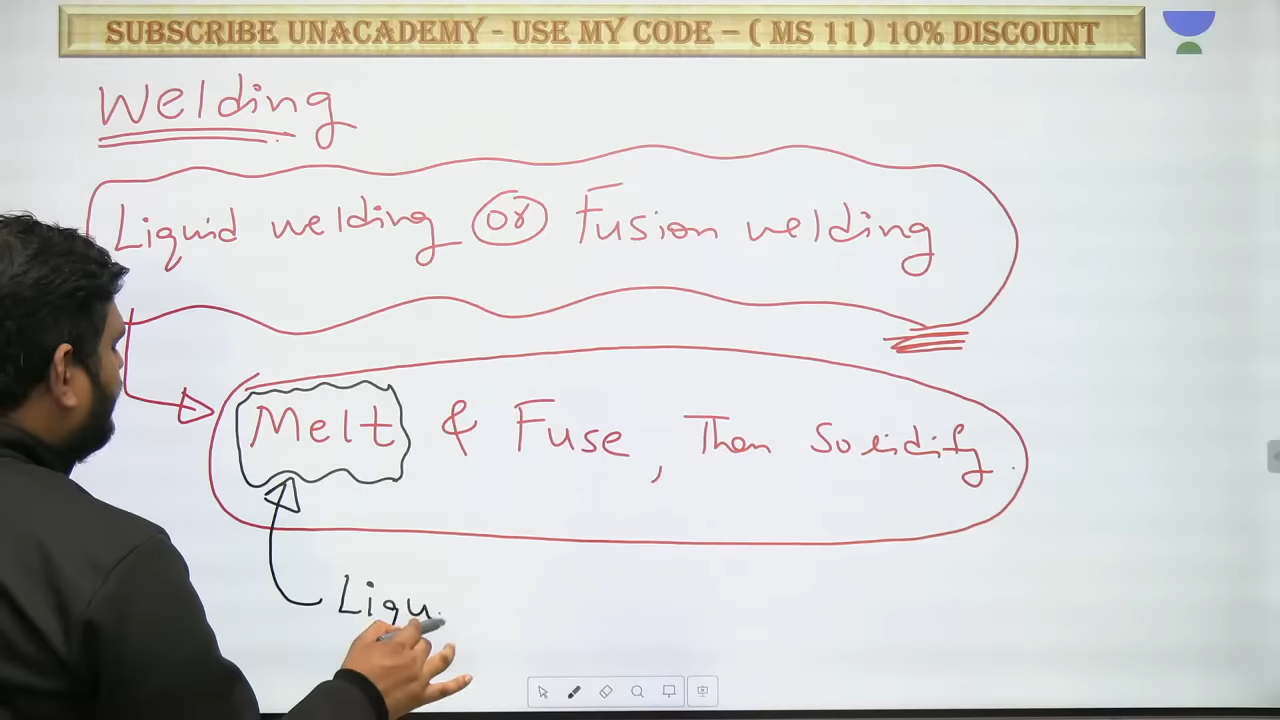 SUBSCRIBE UNACADEMY - USE MY CODE – ( MS 11) 10% DISCOUNT
Welding
Liquid welding or Fusion welding
Melt & Fuse, Then Solidify.
Liqu